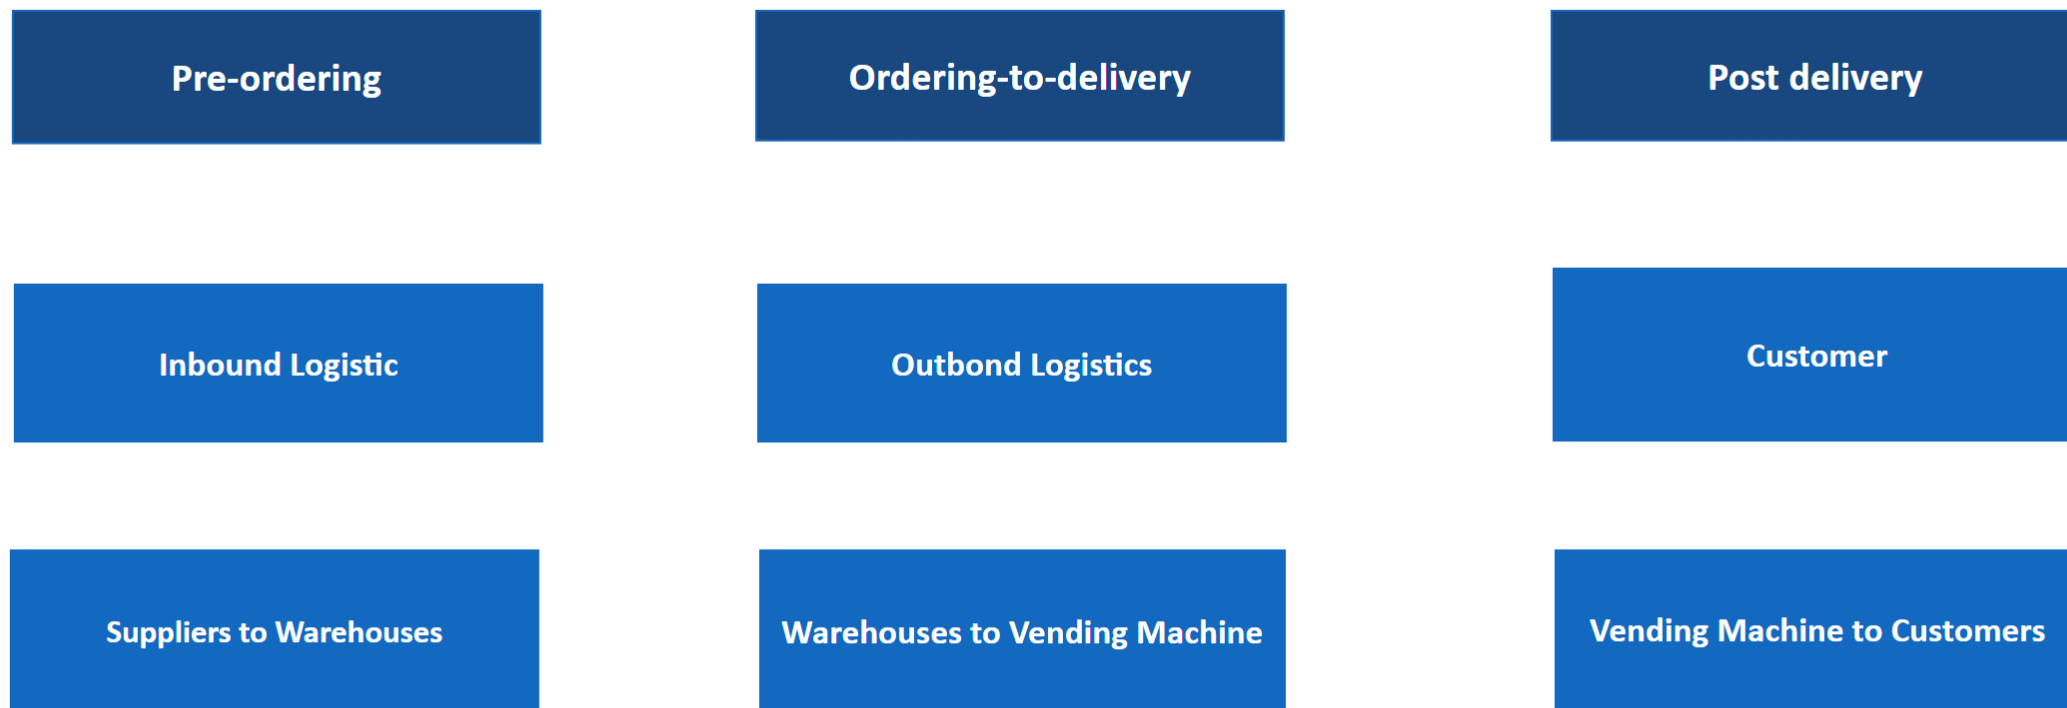 Pre-ordering
Ordering-to-delivery
Post delivery
Inbound Logistic
Outbond Logistics
Customer
Suppliers to Warehouses
Warehouses to Vending Machine
Vending Machine to Customers